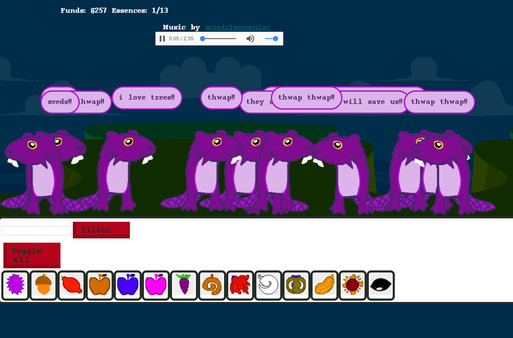 Funds: $257 Essences: 1/13
Music by
0:05 / 2:35
seeds!!
hwap!!
i love trees!!
thwap!!
they s
thwap thwap!!
will save us!!
thwap thwap!!
Filter
Toggle
All